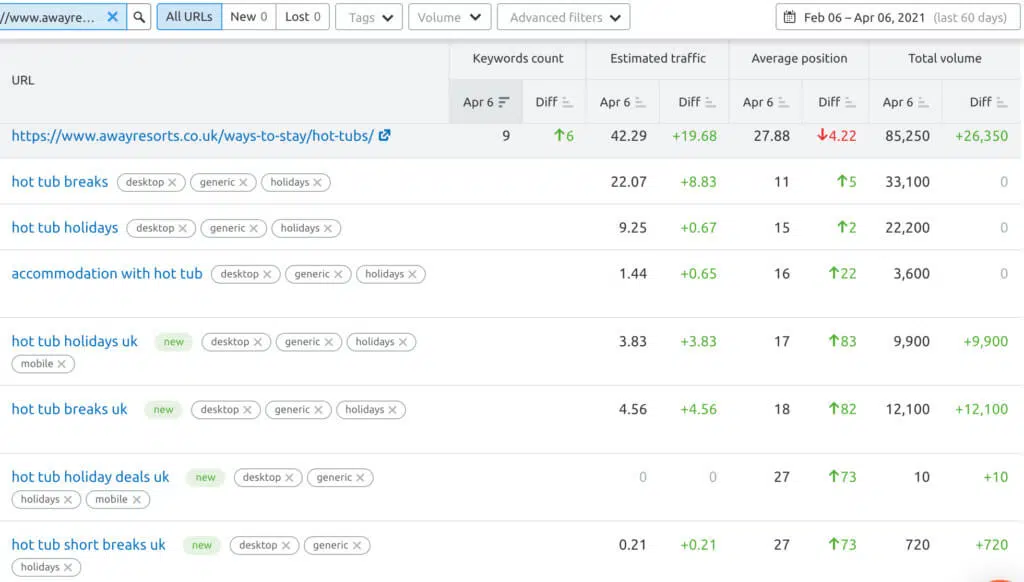 //www.awayre... All URLs New 0 Lost 0 Tags Volume Advanced filters Feb 06 – Apr 06, 2021 (last 60 days)
Keywords count Estimated traffic Average position Total volume
URL
Apr 6 Diff Apr 6 Diff Apr 6 Diff Apr 6 Diff
https://www.awayresorts.co.uk/ways-to-stay/hot-tubs/ 9 ↑6 42.29 +19.68 27.88 ↓4.22 85,250 +26,350
hot tub breaks desktop × generic × holidays × 22.07 +8.83 11 ↑5 33,100 0
hot tub holidays desktop × generic × holidays × 9.25 +0.67 15 ↑2 22,200 0
accommodation with hot tub desktop × generic × holidays × 1.44 +0.65 16 ↑22 3,600 0
hot tub holidays uk new desktop × generic × holidays × 3.83 +3.83 17 ↑83 9,900 +9,900
mobile ×
hot tub breaks uk new desktop × generic × holidays × 4.56 +4.56 18 ↑82 12,100 +12,100
hot tub holiday deals uk new desktop × generic × 0 0 27 ↑73 10 +10
holidays × mobile ×
hot tub short breaks uk new desktop × generic × 0.21 +0.21 27 ↑73 720 +720
holidays ×